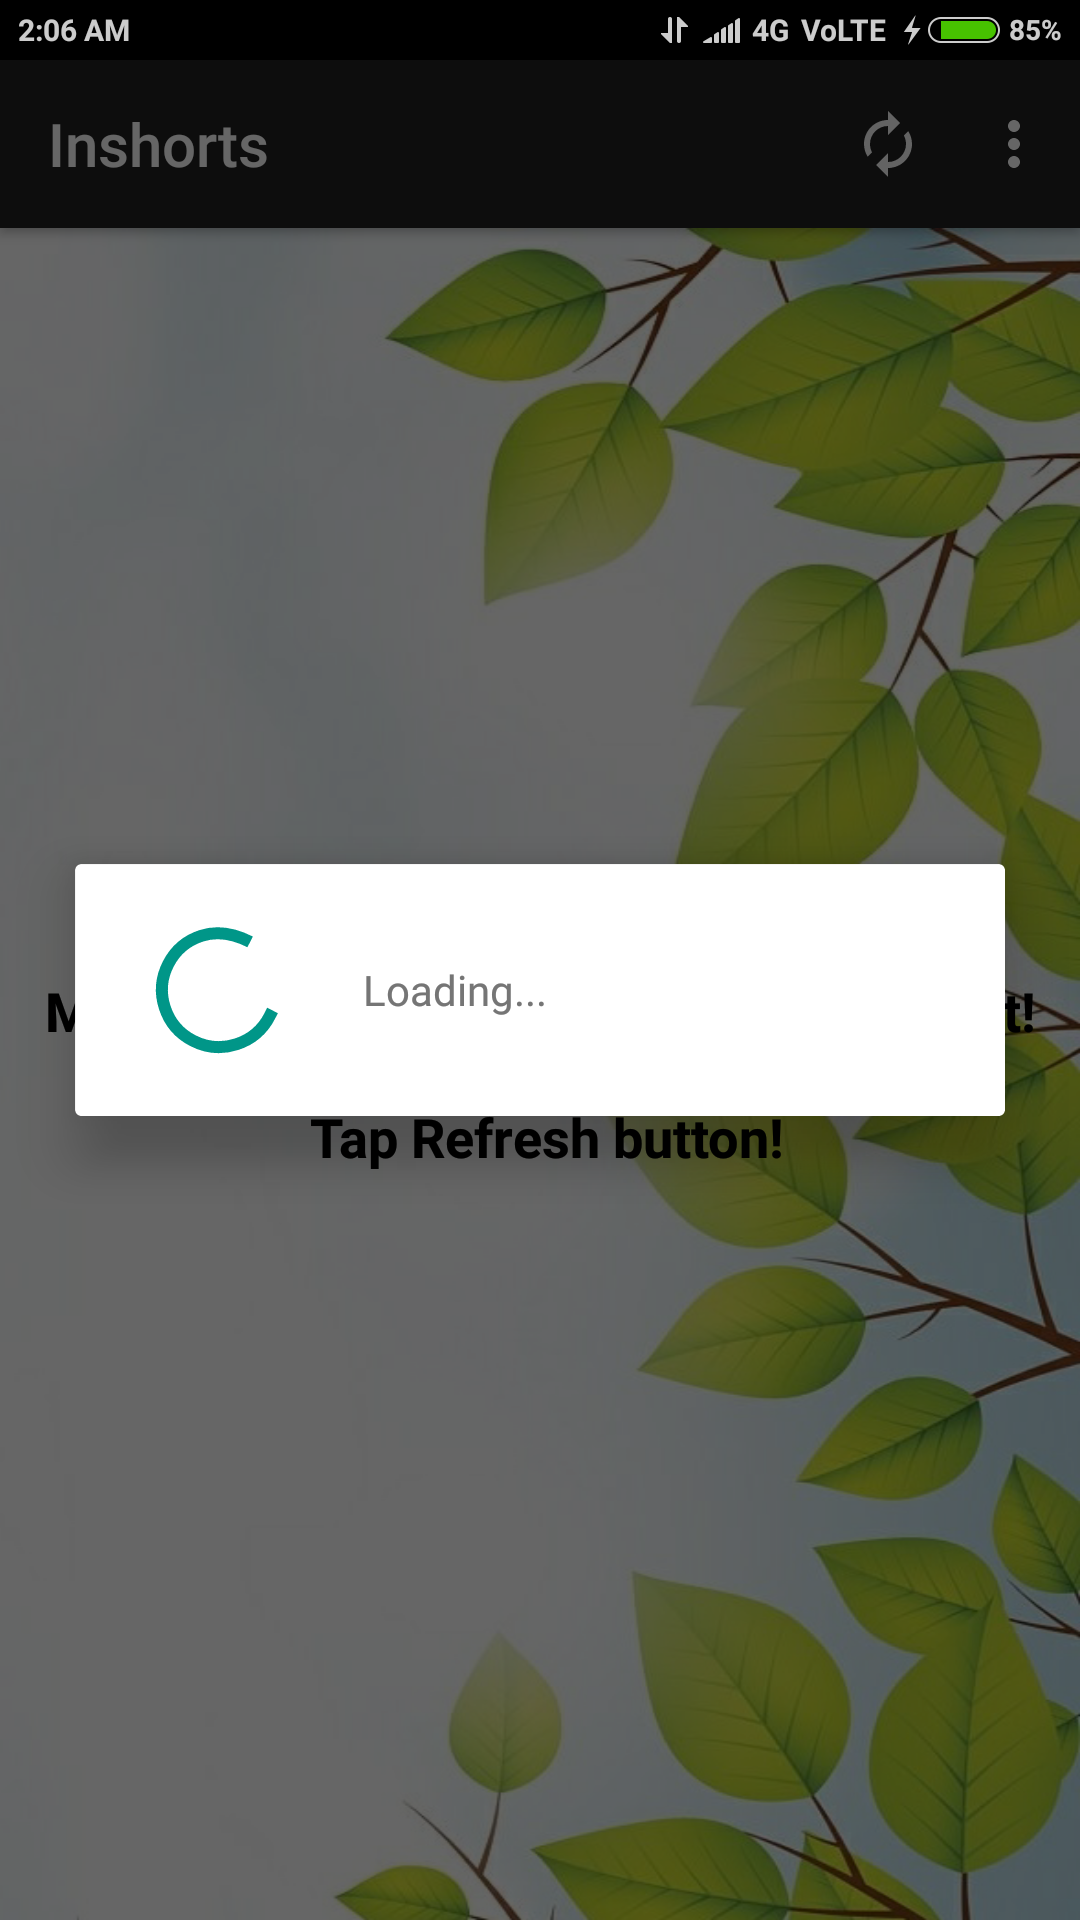 2:06 AM 4G VoLTE 85%
Inshorts
Loading...
Tap Refresh button!